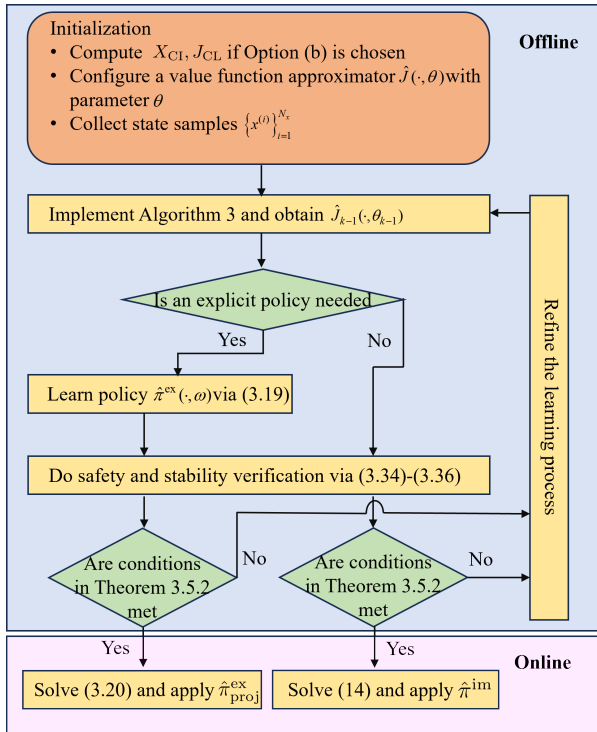 Initialization
Offline
• Compute X_CI, J_CL if Option (b) is chosen
• Configure a value function approximator Ĵ(·,θ) with
parameter θ
• Collect state samples {x^(i)}_{i=1}^{N_x}
Implement Algorithm 3 and obtain Ĵ_{k−1}(·,θ_{k−1})
Is an explicit policy needed
Yes
No
Refine the learning process
Learn policy π̂^ex(·,ω) via (3.19)
Do safety and stability verification via (3.34)-(3.36)
Are conditions
in Theorem 3.5.2
met
No
Are conditions
in Theorem 3.5.2
met
No
Yes
Yes
Online
Solve (3.20) and apply π̂^ex_proj
Solve (14) and apply π̂^im